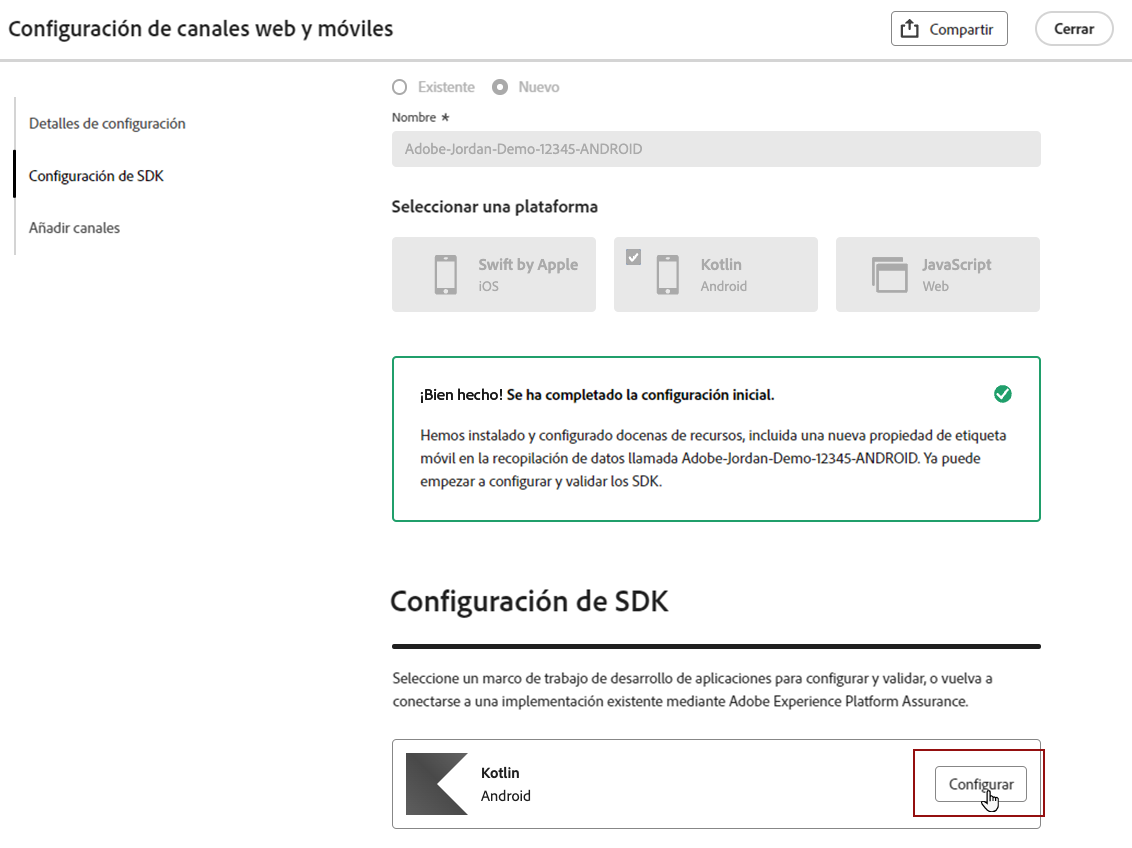 Configuración de canales web y móviles
Compartir
Cerrar
Detalles de configuración
Configuración de SDK
Añadir canales
Existente
Nuevo
Nombre *
Adobe-Jordan-Demo-12345-ANDROID
Seleccionar una plataforma
Swift by Apple
iOS
Kotlin
Android
JavaScript
Web
¡Bien hecho! Se ha completado la configuración inicial.
Hemos instalado y configurado docenas de recursos, incluida una nueva propiedad de etiqueta
móvil en la recopilación de datos llamada Adobe-Jordan-Demo-12345-ANDROID. Ya puede
empezar a configurar y validar los SDK.
Configuración de SDK
Seleccione un marco de trabajo de desarrollo de aplicaciones para configurar y validar, o vuelva a
conectarse a una implementación existente mediante Adobe Experience Platform Assurance.
Kotlin
Android
Configurar